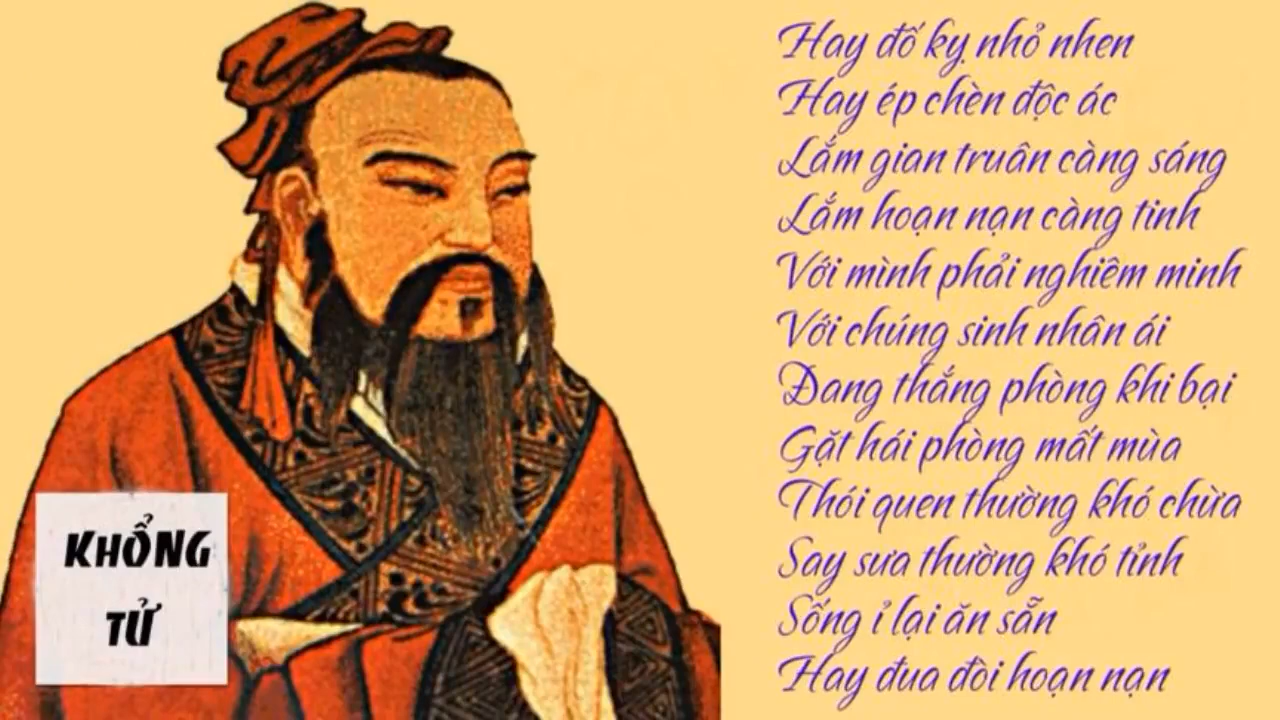 Hay đố kỵ nhỏ nhen
Hay ép chèn độc ác
Lắm gian truân càng sáng
Lắm hoạn nạn càng tinh
Với mình phải nghiêm minh
Với chúng sinh nhân ái
Đang thắng phòng khi bại
Gặt hái phòng mất mùa
Thói quen thường khó chừa
Say sưa thường khó tỉnh
Sống ỉ lại ăn sẵn
Hay đua đòi hoạn nạn
KHỔNG
TỬ